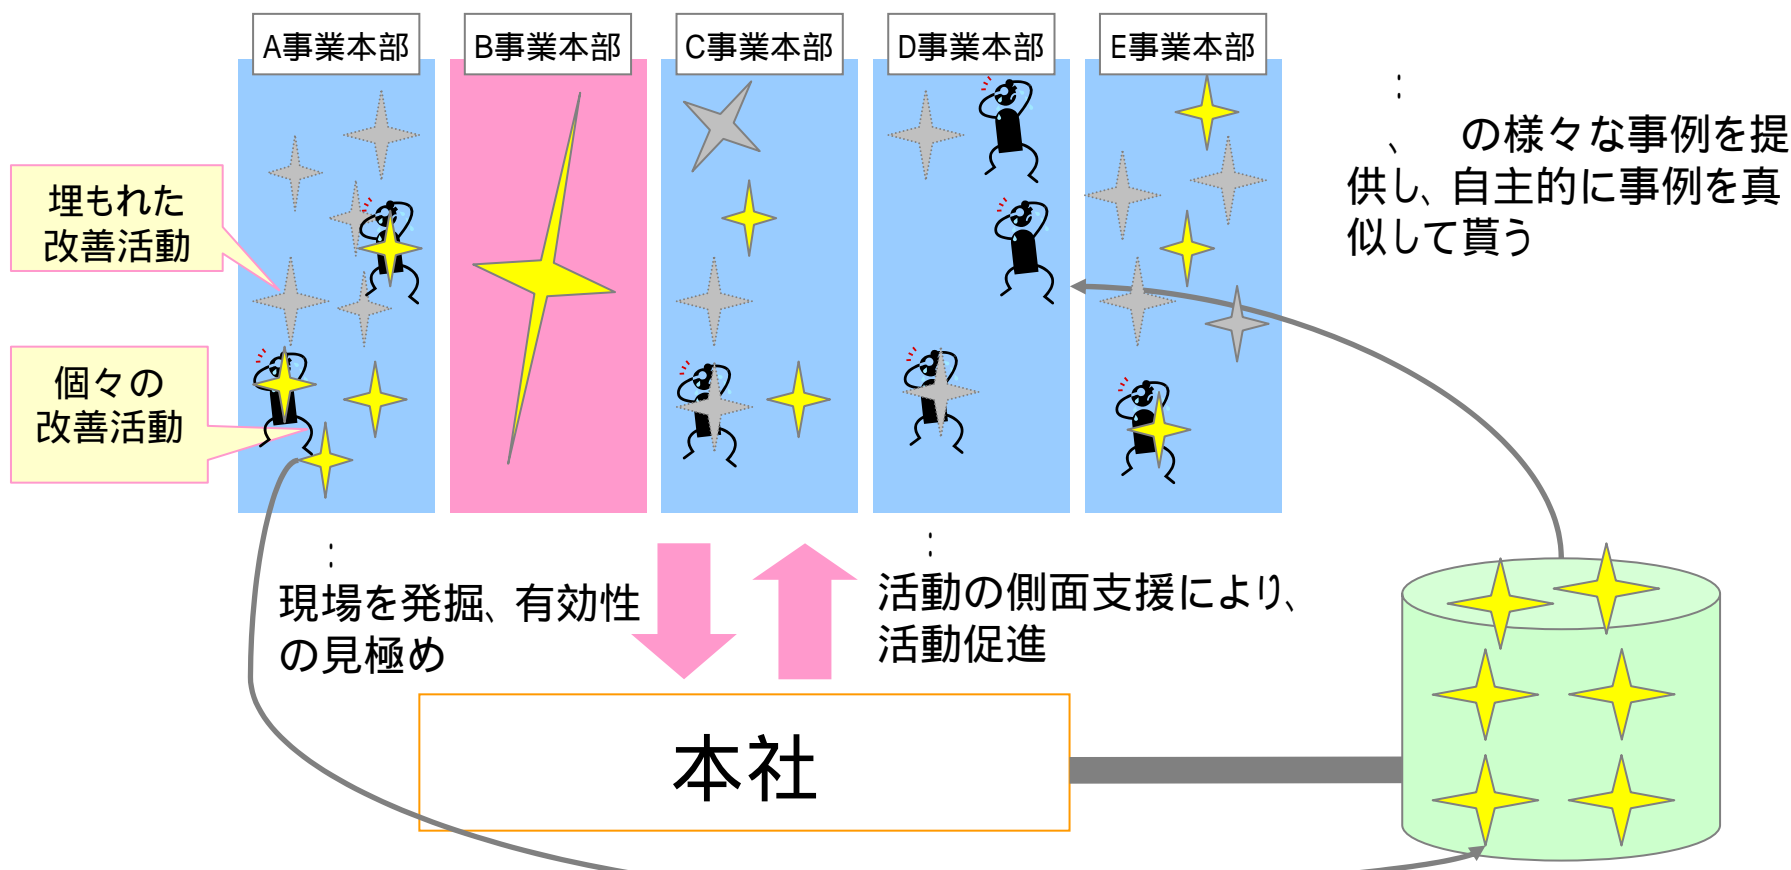 A事業本部
B事業本部
C事業本部
D事業本部
E事業本部
:
、 の様々な事例を提
供し、自主的に事例を真
似して貰う
埋もれた
改善活動
個々の
改善活動
:
現場を発掘、有効性
の見極め
:
活動の側面支援により、
活動促進
本社